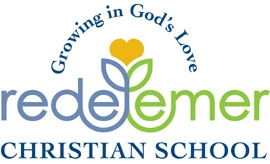 Growing in God's Love
redeemer
CHRISTIAN SCHOOL